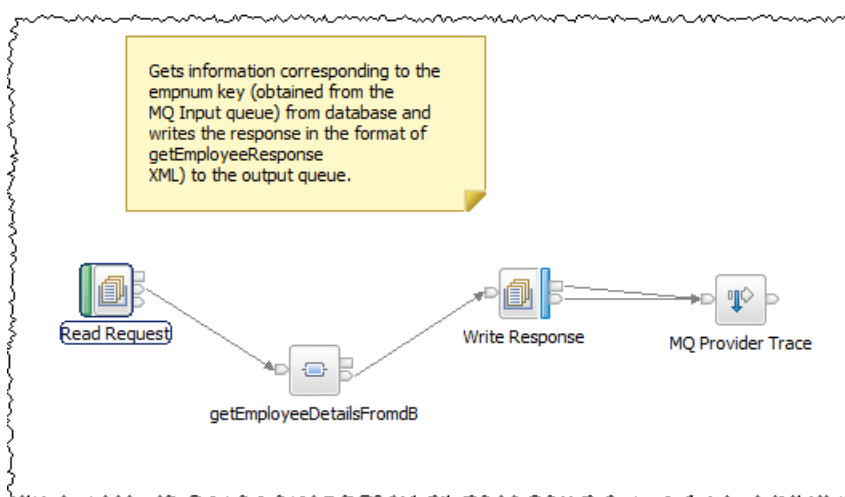 Gets information corresponding to the
empnum key (obtained from the
MQ Input queue) from database and
writes the response in the format of
getEmployeeResponse
XML) to the output queue.
Read Request
Write Response
MQ Provider Trace
getEmployeeDetailsFromdB